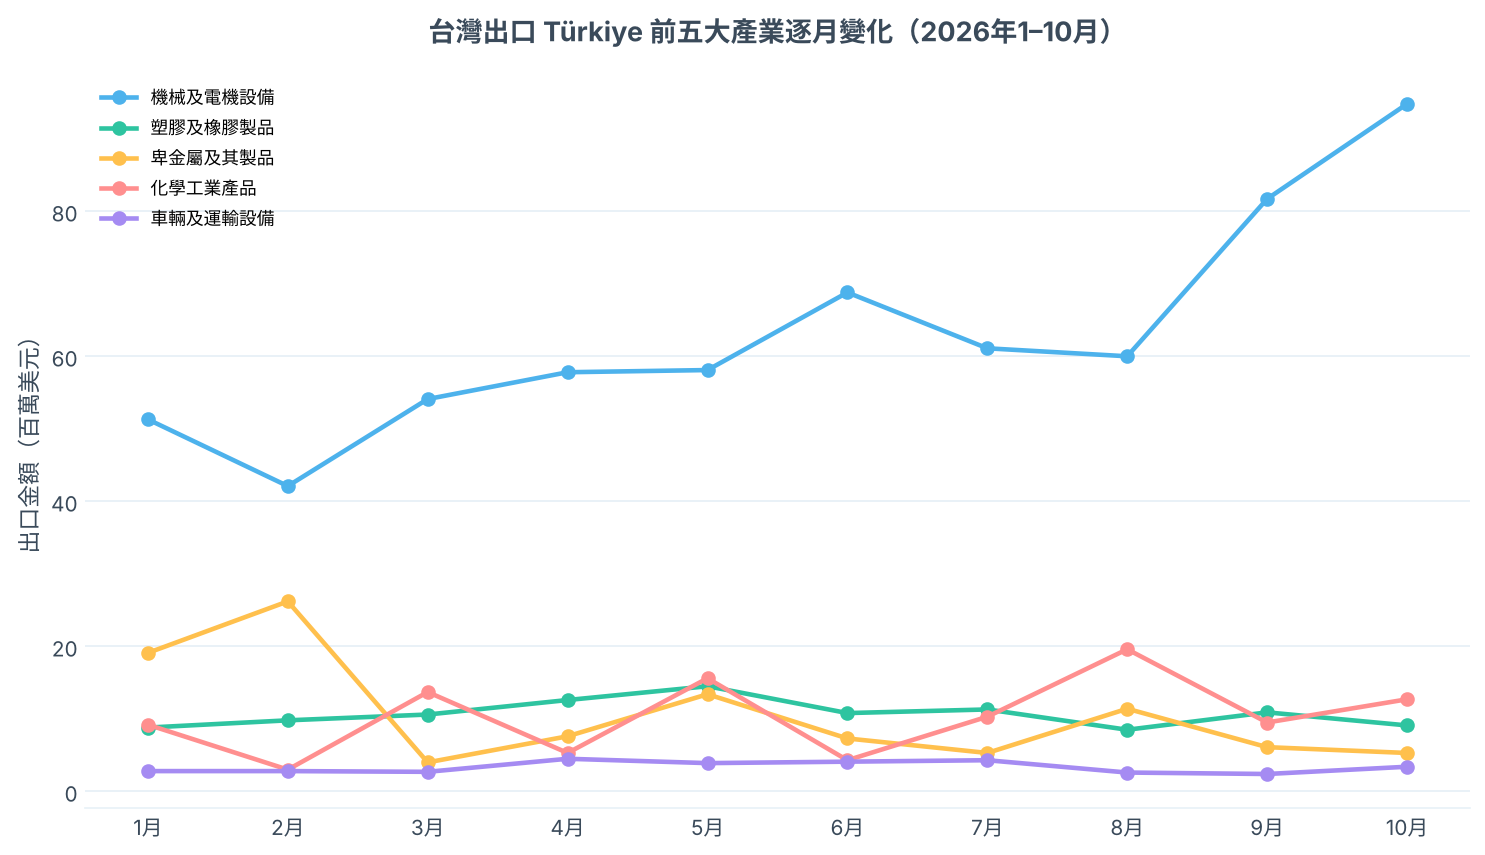 台灣出口 Türkiye 前五大產業逐月變化（2026年1–10月）
機械及電機設備
塑膠及橡膠製品
卑金屬及其製品
化學工業產品
車輛及運輸設備
出口金額（百萬美元）
80
60
40
20
0
1月 2月 3月 4月 5月 6月 7月 8月 9月 10月